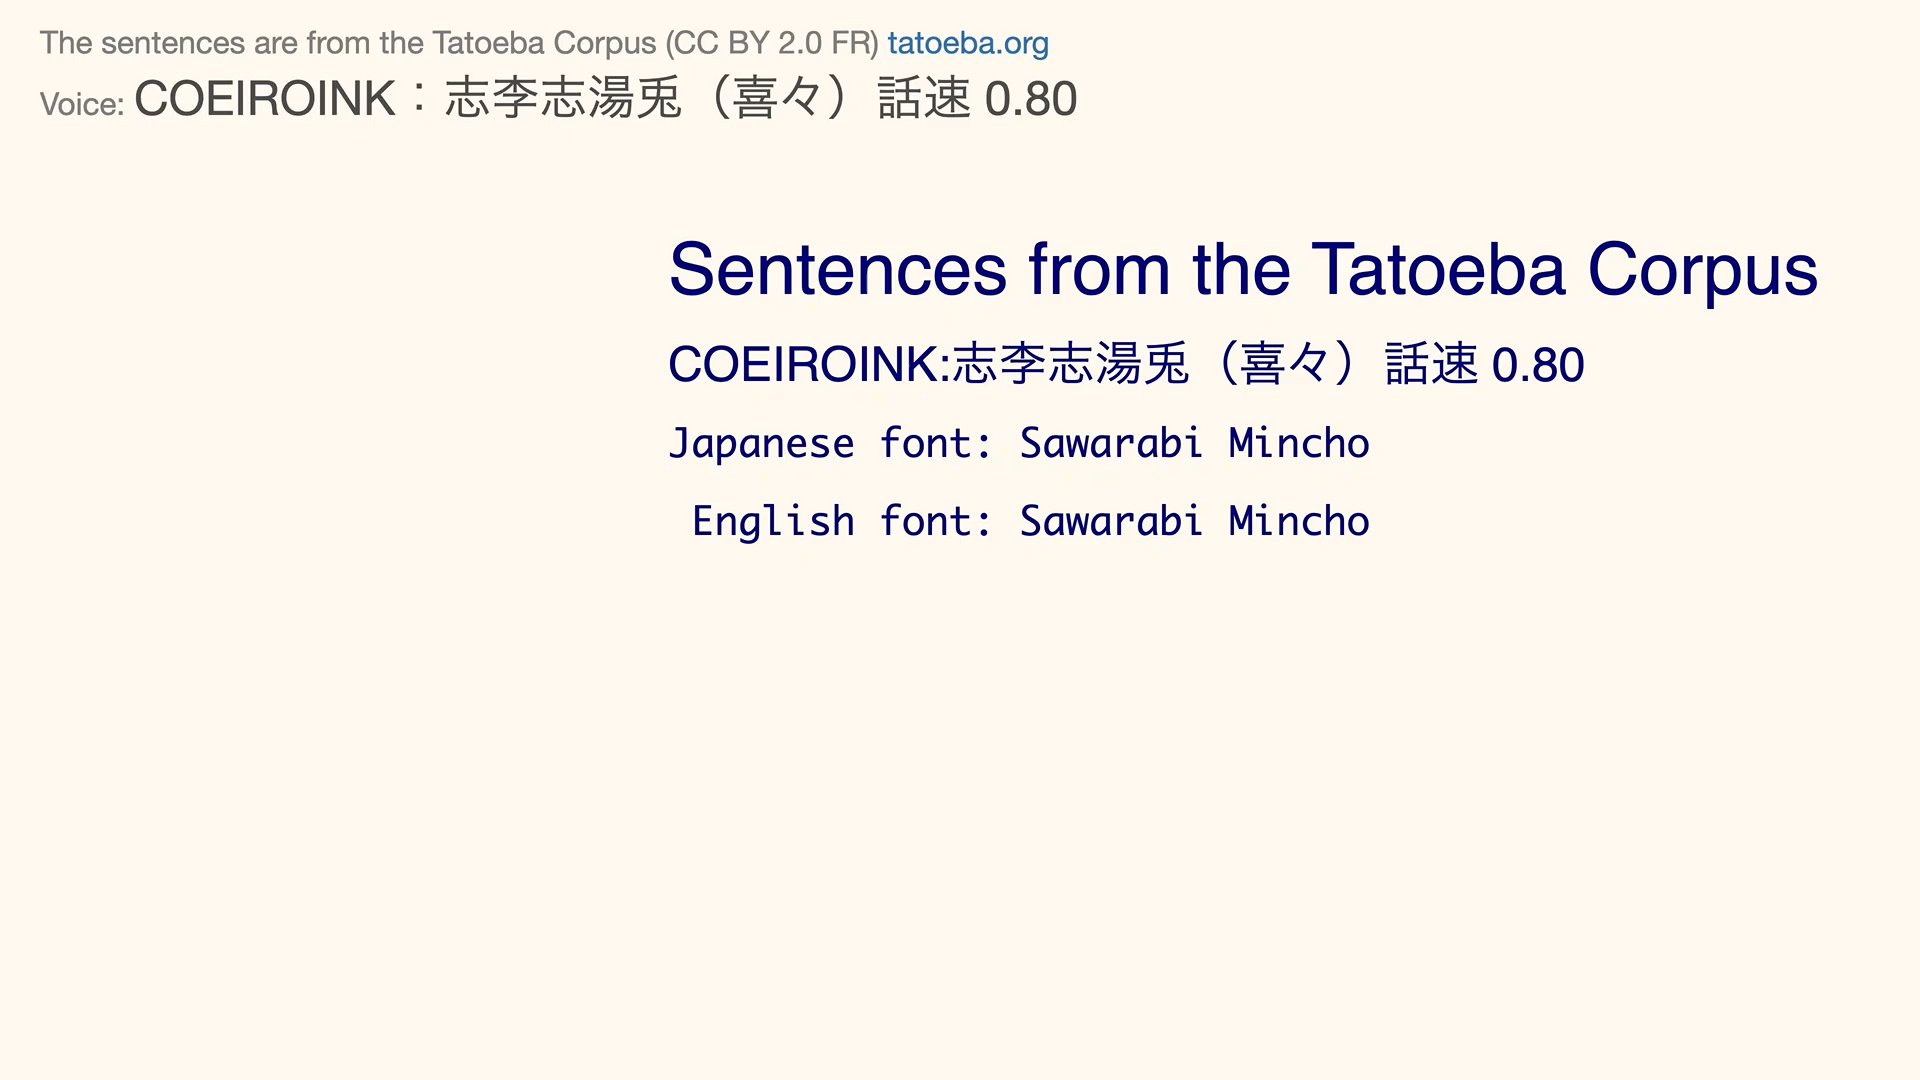 The sentences are from the Tatoeba Corpus (CC BY 2.0 FR) tatoeba.org
Voice: COEIROINK：志李志湯兎（喜々）話速 0.80
Sentences from the Tatoeba Corpus
COEIROINK:志李志湯兎（喜々）話速 0.80
Japanese font: Sawarabi Mincho
English font: Sawarabi Mincho